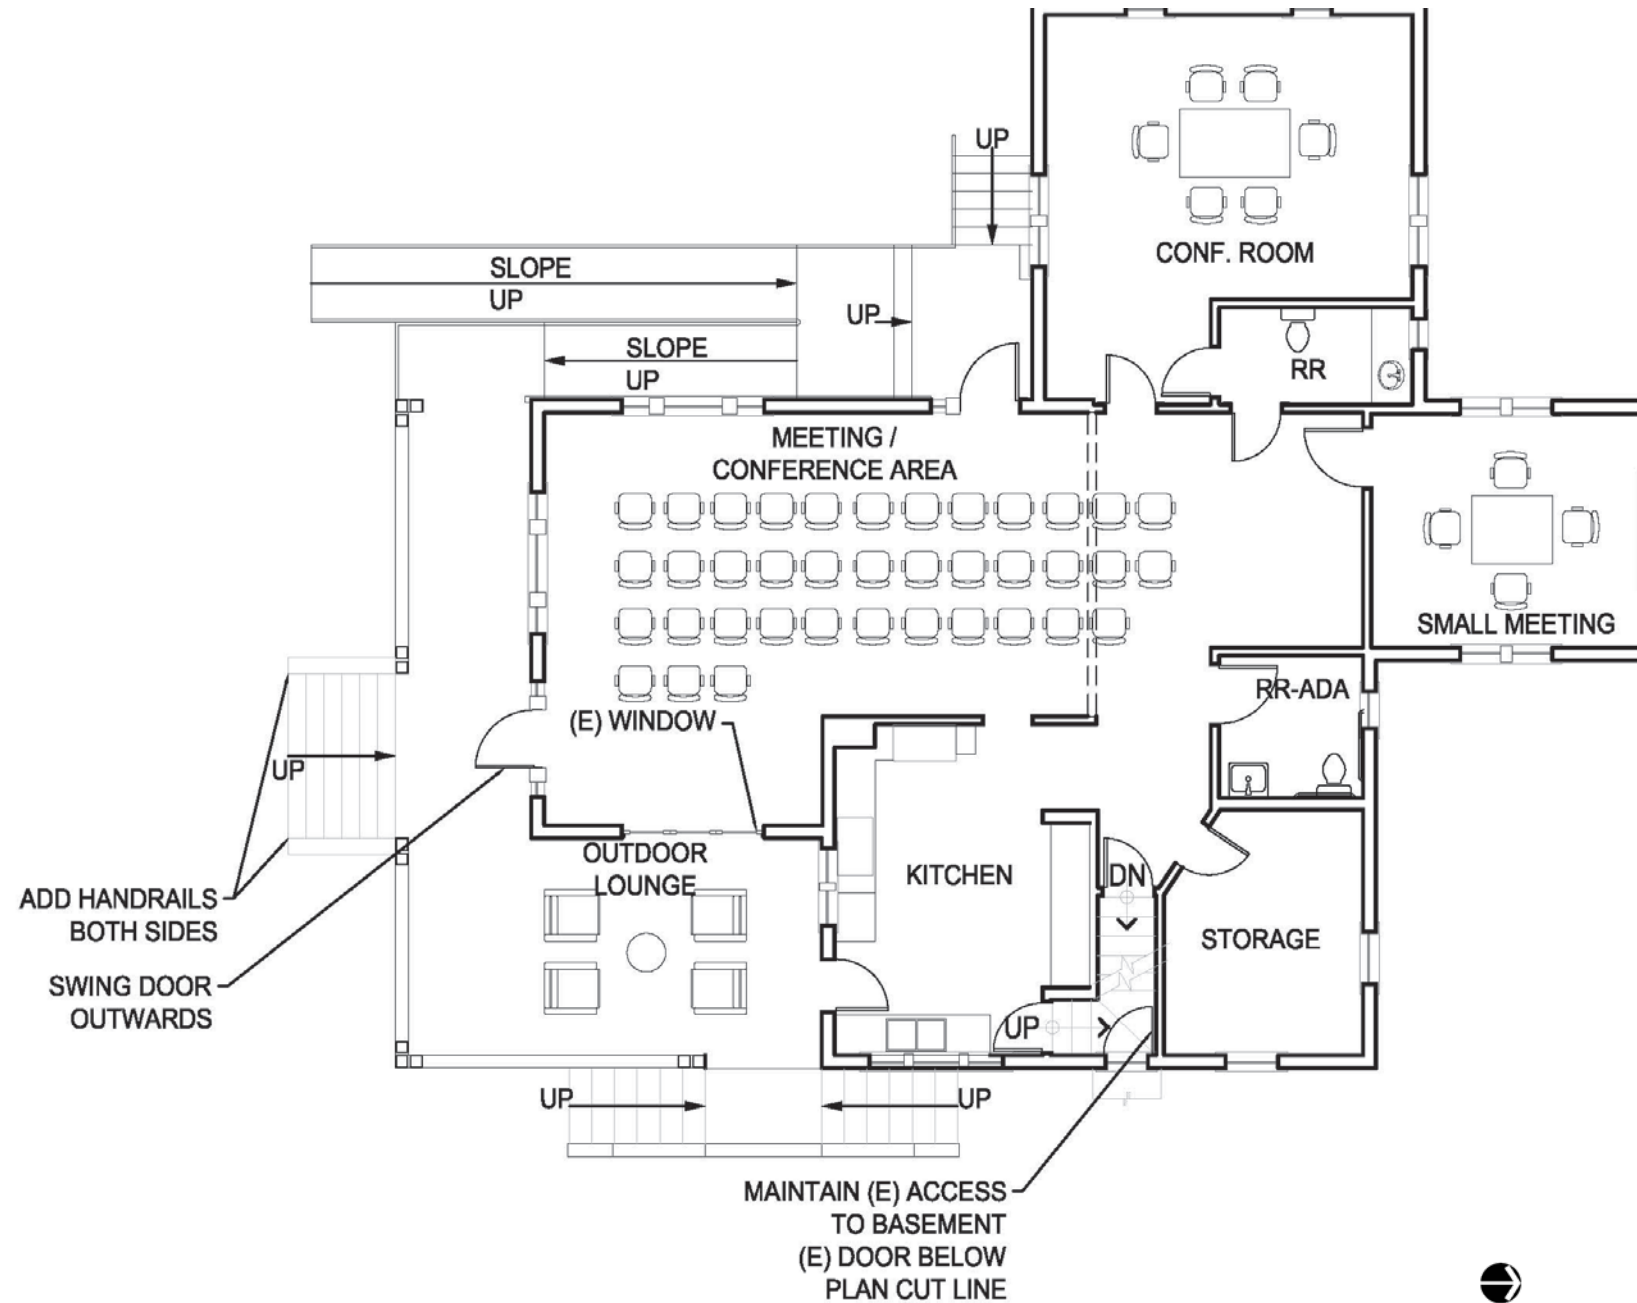 UP
CONF. ROOM
SLOPE
UP
UP
SLOPE
UP
RR
MEETING /
CONFERENCE AREA
SMALL MEETING
RR-ADA
(E) WINDOW
UP
OUTDOOR
LOUNGE
KITCHEN
DN
ADD HANDRAILS
BOTH SIDES
STORAGE
SWING DOOR
OUTWARDS
UP
UP
UP
MAINTAIN (E) ACCESS
TO BASEMENT
(E) DOOR BELOW
PLAN CUT LINE